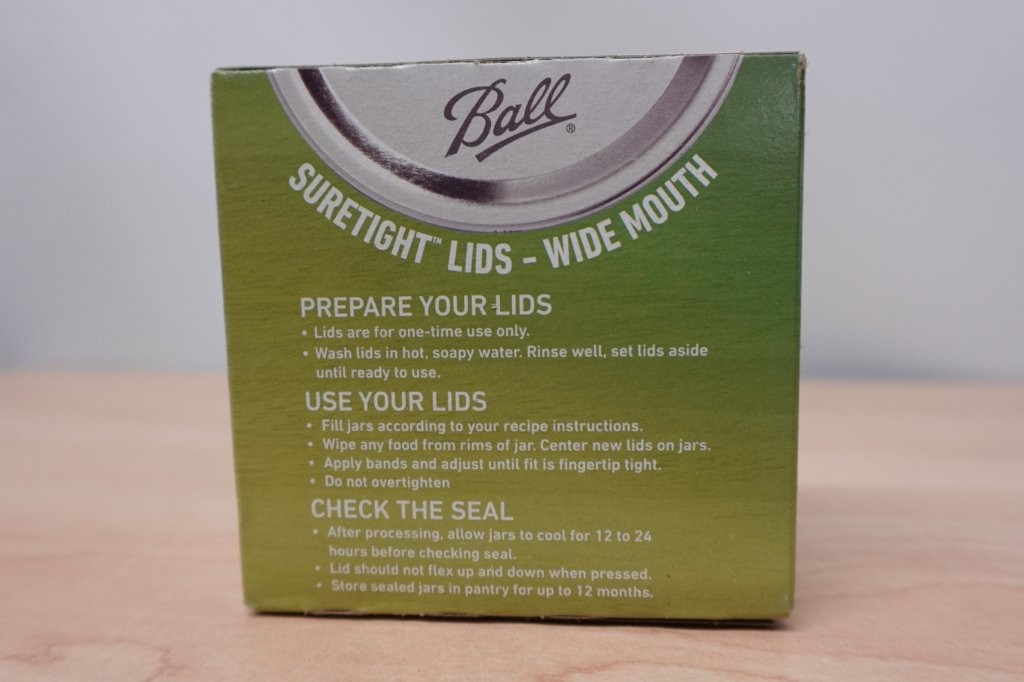 Ball®
SURETIGHT™ LIDS - WIDE MOUTH
PREPARE YOUR LIDS
• Lids are for one-time use only.
• Wash lids in hot, soapy water. Rinse well, set lids aside
until ready to use.
USE YOUR LIDS
• Fill jars according to your recipe instructions.
• Wipe any food from rims of jar. Center new lids on jars.
• Apply bands and adjust until fit is fingertip tight.
• Do not overtighten
CHECK THE SEAL
• After processing, allow jars to cool for 12 to 24
hours before checking seal.
• Lid should not flex up and down when pressed.
• Store sealed jars in pantry for up to 12 months.